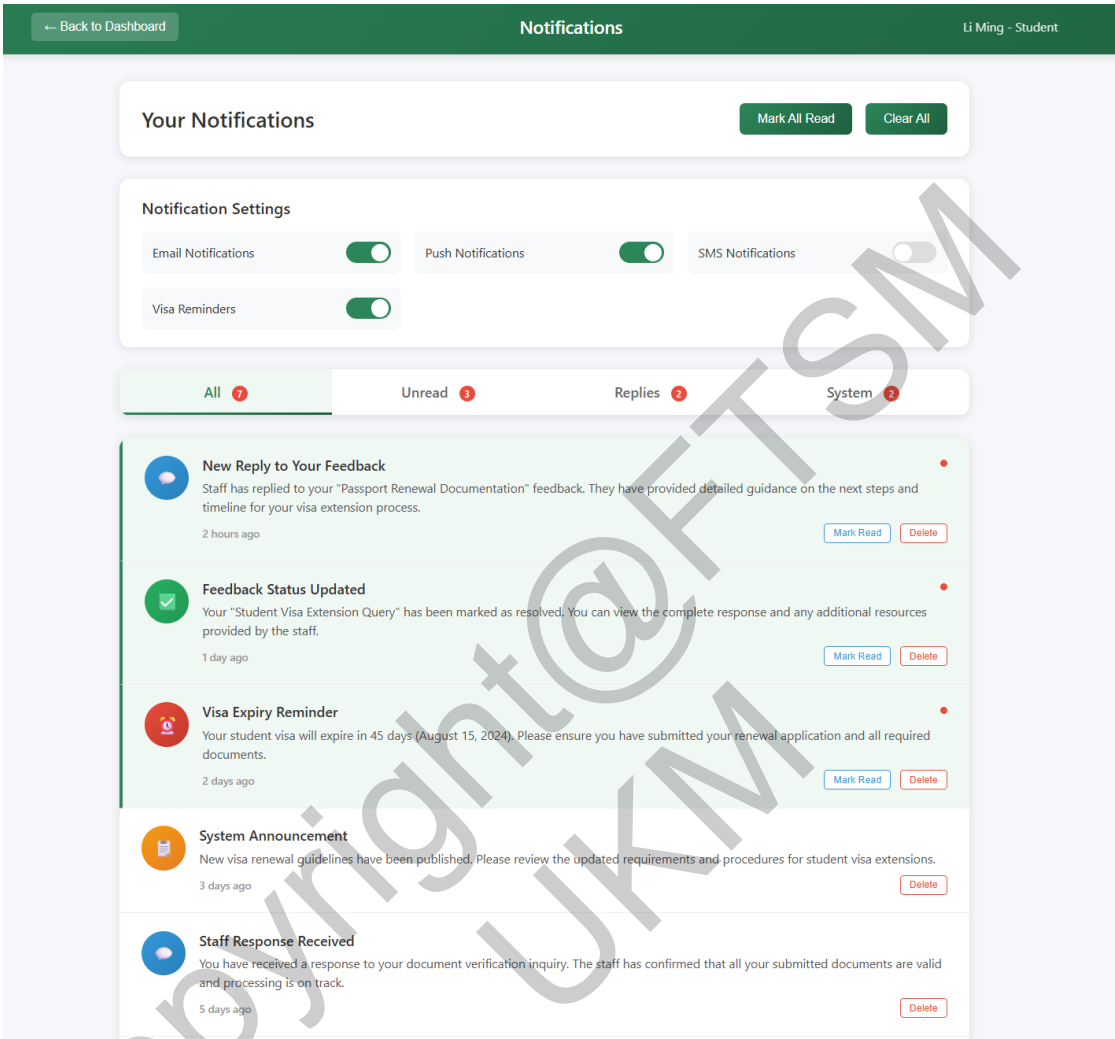 ← Back to Dashboard
Notifications
Li Ming - Student
Your Notifications
Mark All Read
Clear All
Notification Settings
Email Notifications
Push Notifications
SMS Notifications
Visa Reminders
All 7
Unread 3
Replies 2
System 2
New Reply to Your Feedback
Staff has replied to your "Passport Renewal Documentation" feedback. They have provided detailed guidance on the next steps and
timeline for your visa extension process.
2 hours ago
Mark Read
Delete
Feedback Status Updated
Your "Student Visa Extension Query" has been marked as resolved. You can view the complete response and any additional resources
provided by the staff.
1 day ago
Mark Read
Delete
Visa Expiry Reminder
Your student visa will expire in 45 days (August 15, 2024). Please ensure you have submitted your renewal application and all required
documents.
2 days ago
Mark Read
Delete
System Announcement
New visa renewal guidelines have been published. Please review the updated requirements and procedures for student visa extensions.
3 days ago
Delete
Staff Response Received
You have received a response to your document verification inquiry. The staff has confirmed that all your submitted documents are valid
and processing is on track.
5 days ago
Delete
pyright@FTSM
UKM